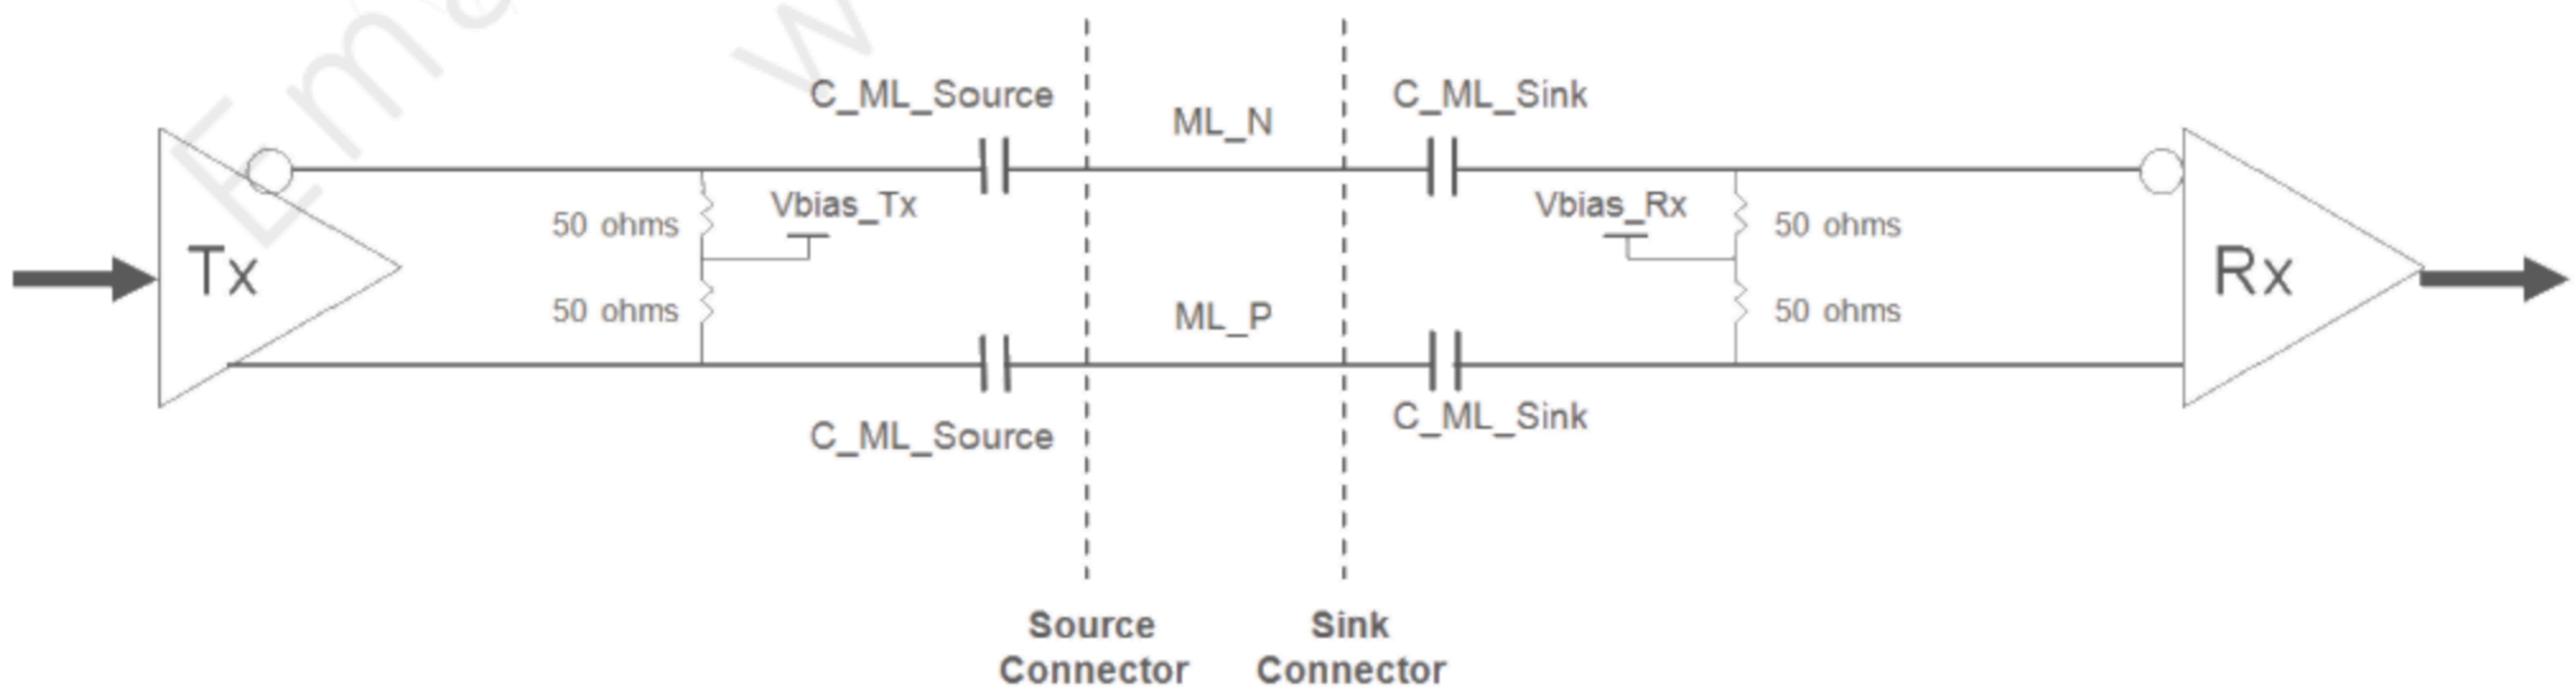 Ema
w
C_ML_Source
C_ML_Sink
ML_N
Vbias_Tx
Vbias_Rx
50 ohms
50 ohms
Tx
Rx
50 ohms
50 ohms
ML_P
C_ML_Source
C_ML_Sink
Source
Connector
Sink
Connector